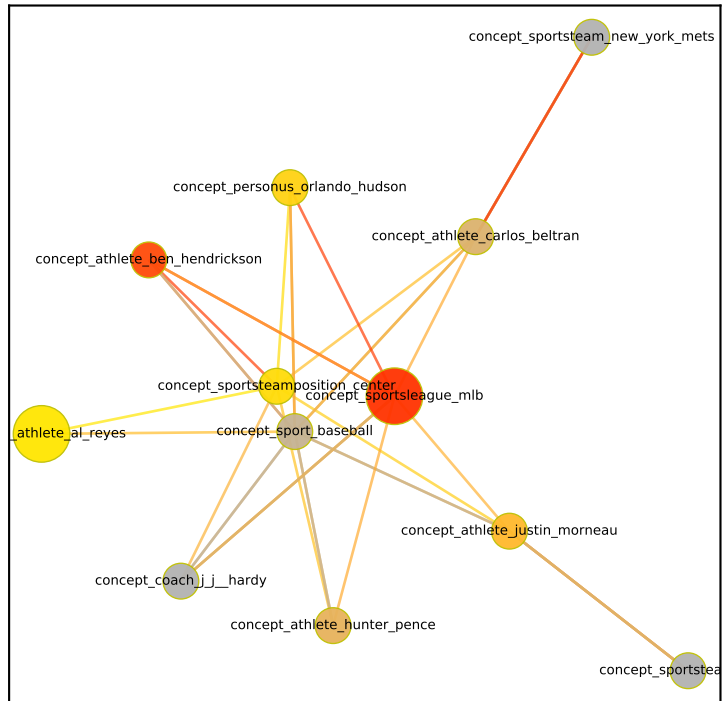 concept_sportsteam_new_york_mets
concept_personus_orlando_hudson
concept_athlete_carlos_beltran
concept_athlete_ben_hendrickson
concept_sportsteamposition_center
concept_sportsleague_mlb
_athlete_al_reyes
concept_sport_baseball
concept_athlete_justin_morneau
concept_coach_j_j__hardy
concept_athlete_hunter_pence
concept_sportstea